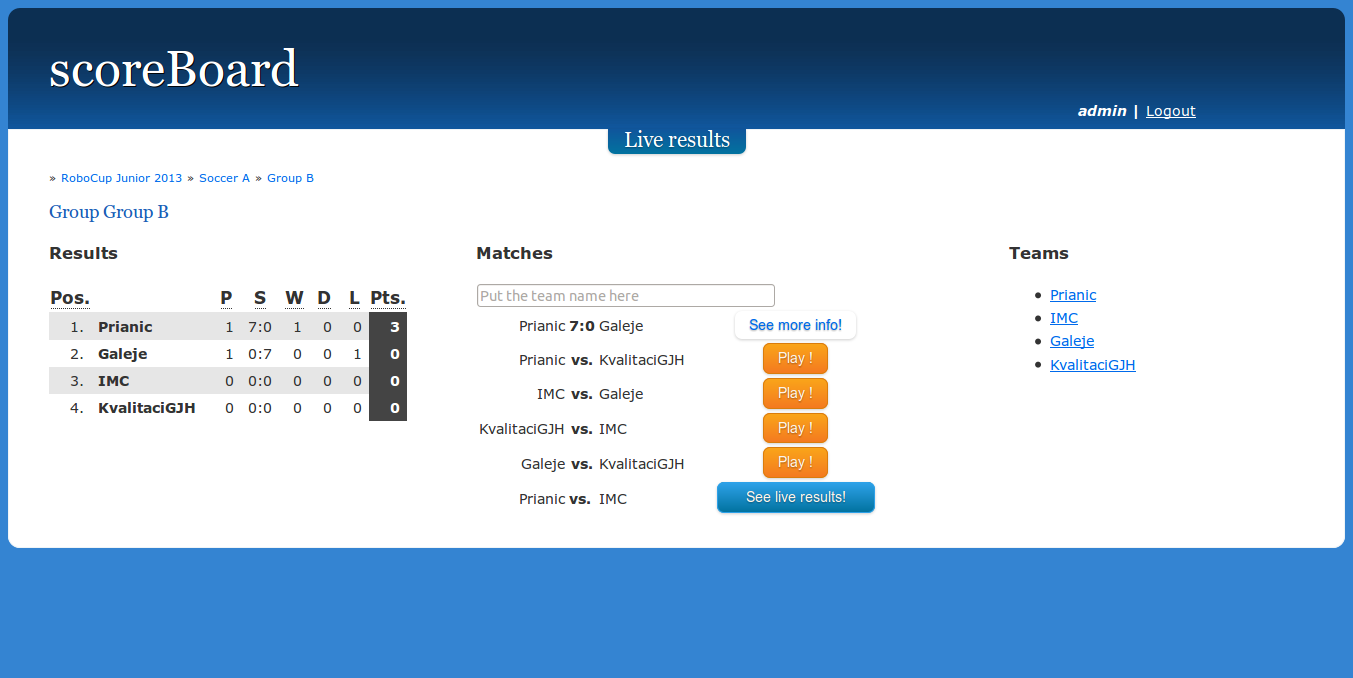 scoreBoard
admin | Logout
Live results
» RoboCup Junior 2013 » Soccer A » Group B
Group Group B
Results
Pos. P S W D L Pts.
1. Prianic 1 7:0 1 0 0 3
2. Galeje 1 0:7 0 0 1 0
3. IMC 0 0:0 0 0 0 0
4. KvalitaciGJH 0 0:0 0 0 0 0
Matches
Put the team name here
Prianic 7:0 Galeje See more info!
Prianic vs. KvalitaciGJH Play !
IMC vs. Galeje Play !
KvalitaciGJH vs. IMC Play !
Galeje vs. KvalitaciGJH Play !
Prianic vs. IMC See live results!
Teams
• Prianic
• IMC
• Galeje
• KvalitaciGJH